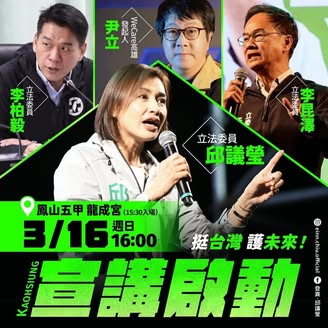 立法委員
李柏毅
WeCare高雄
發起人
尹立
立法委員
李昆澤
立法委員
邱議瑩
鳳山五甲 龍成宮(15:30入場)
3/16 週日 16:00
挺台灣 護未來!
KAOHSIUNG
宣講啟動